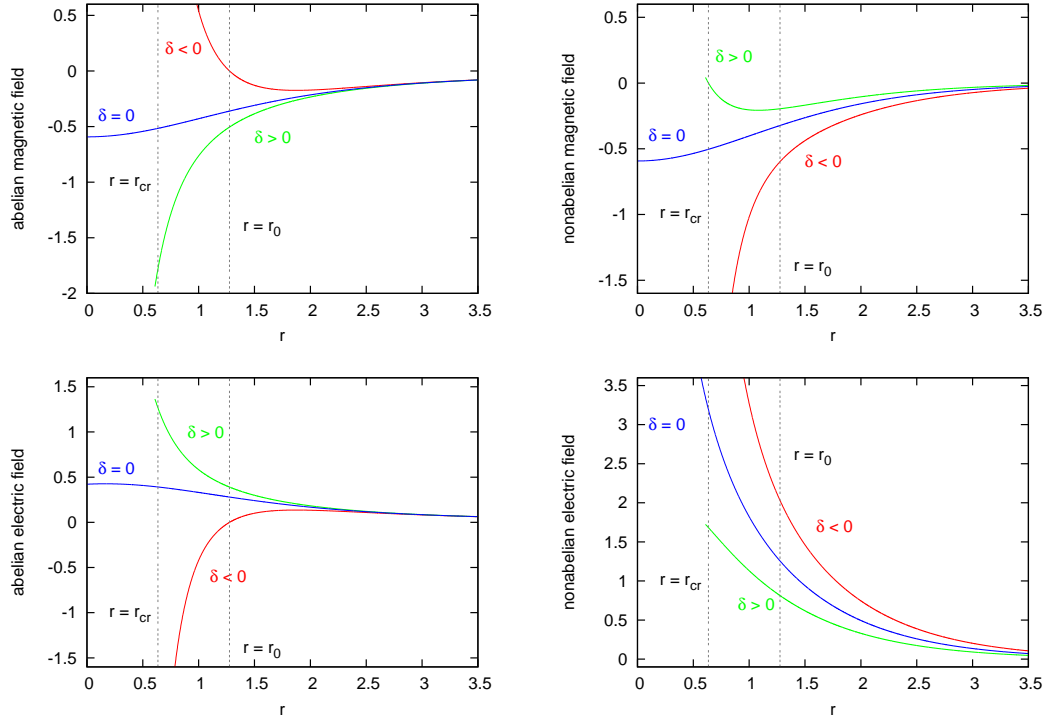 abelian magnetic field
0.5
0
-0.5
-1
-1.5
-2
δ < 0
δ = 0
δ > 0
r = r_cr
r = r_0
0 0.5 1 1.5 2 2.5 3 3.5
r
nonabelian magnetic field
0.5
0
-0.5
-1
-1.5
δ > 0
δ = 0
δ < 0
r = r_cr
r = r_0
0 0.5 1 1.5 2 2.5 3 3.5
r
abelian electric field
1.5
1
0.5
0
-0.5
-1
-1.5
δ > 0
δ = 0
δ < 0
r = r_cr
r = r_0
0 0.5 1 1.5 2 2.5 3 3.5
r
nonabelian electric field
3.5
3
2.5
2
1.5
1
0.5
0
δ = 0
r = r_0
δ < 0
r = r_cr
δ > 0
0 0.5 1 1.5 2 2.5 3 3.5
r